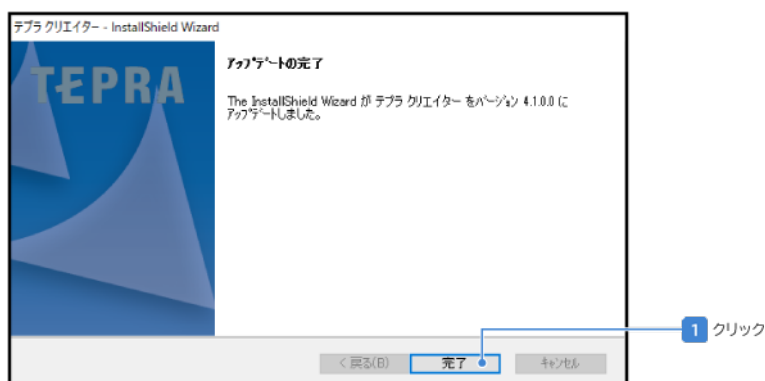 テプラ クリエイター - InstallShield Wizard
TEPRA
アップデートの完了
The InstallShield Wizard が テプラ クリエイター をバージョン 4.1.0.0 に
アップデートしました。
1 クリック
< 戻る(B) 完了 キャンセル